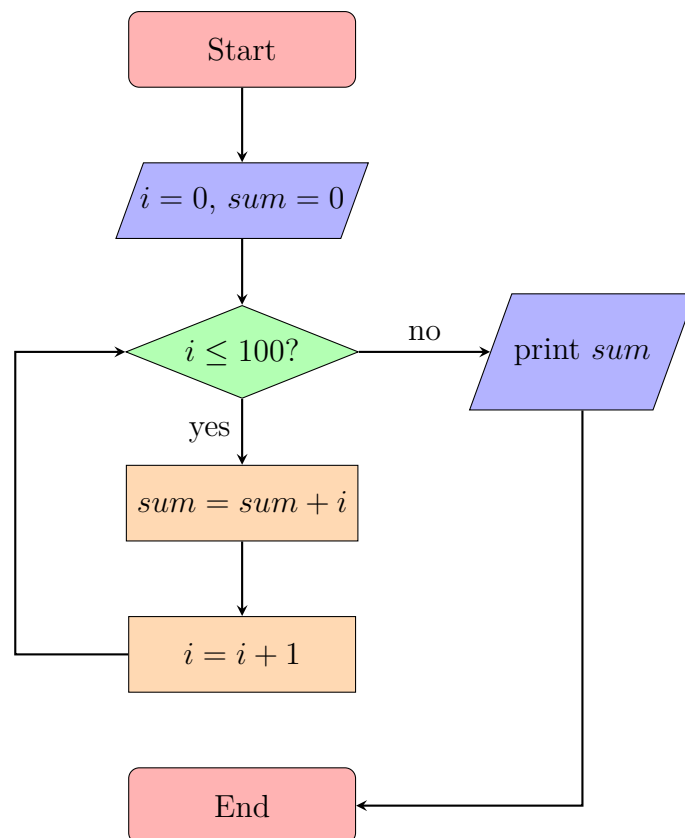 Start
i = 0, sum = 0
i ≤ 100?
no
print sum
yes
sum = sum + i
i = i + 1
End